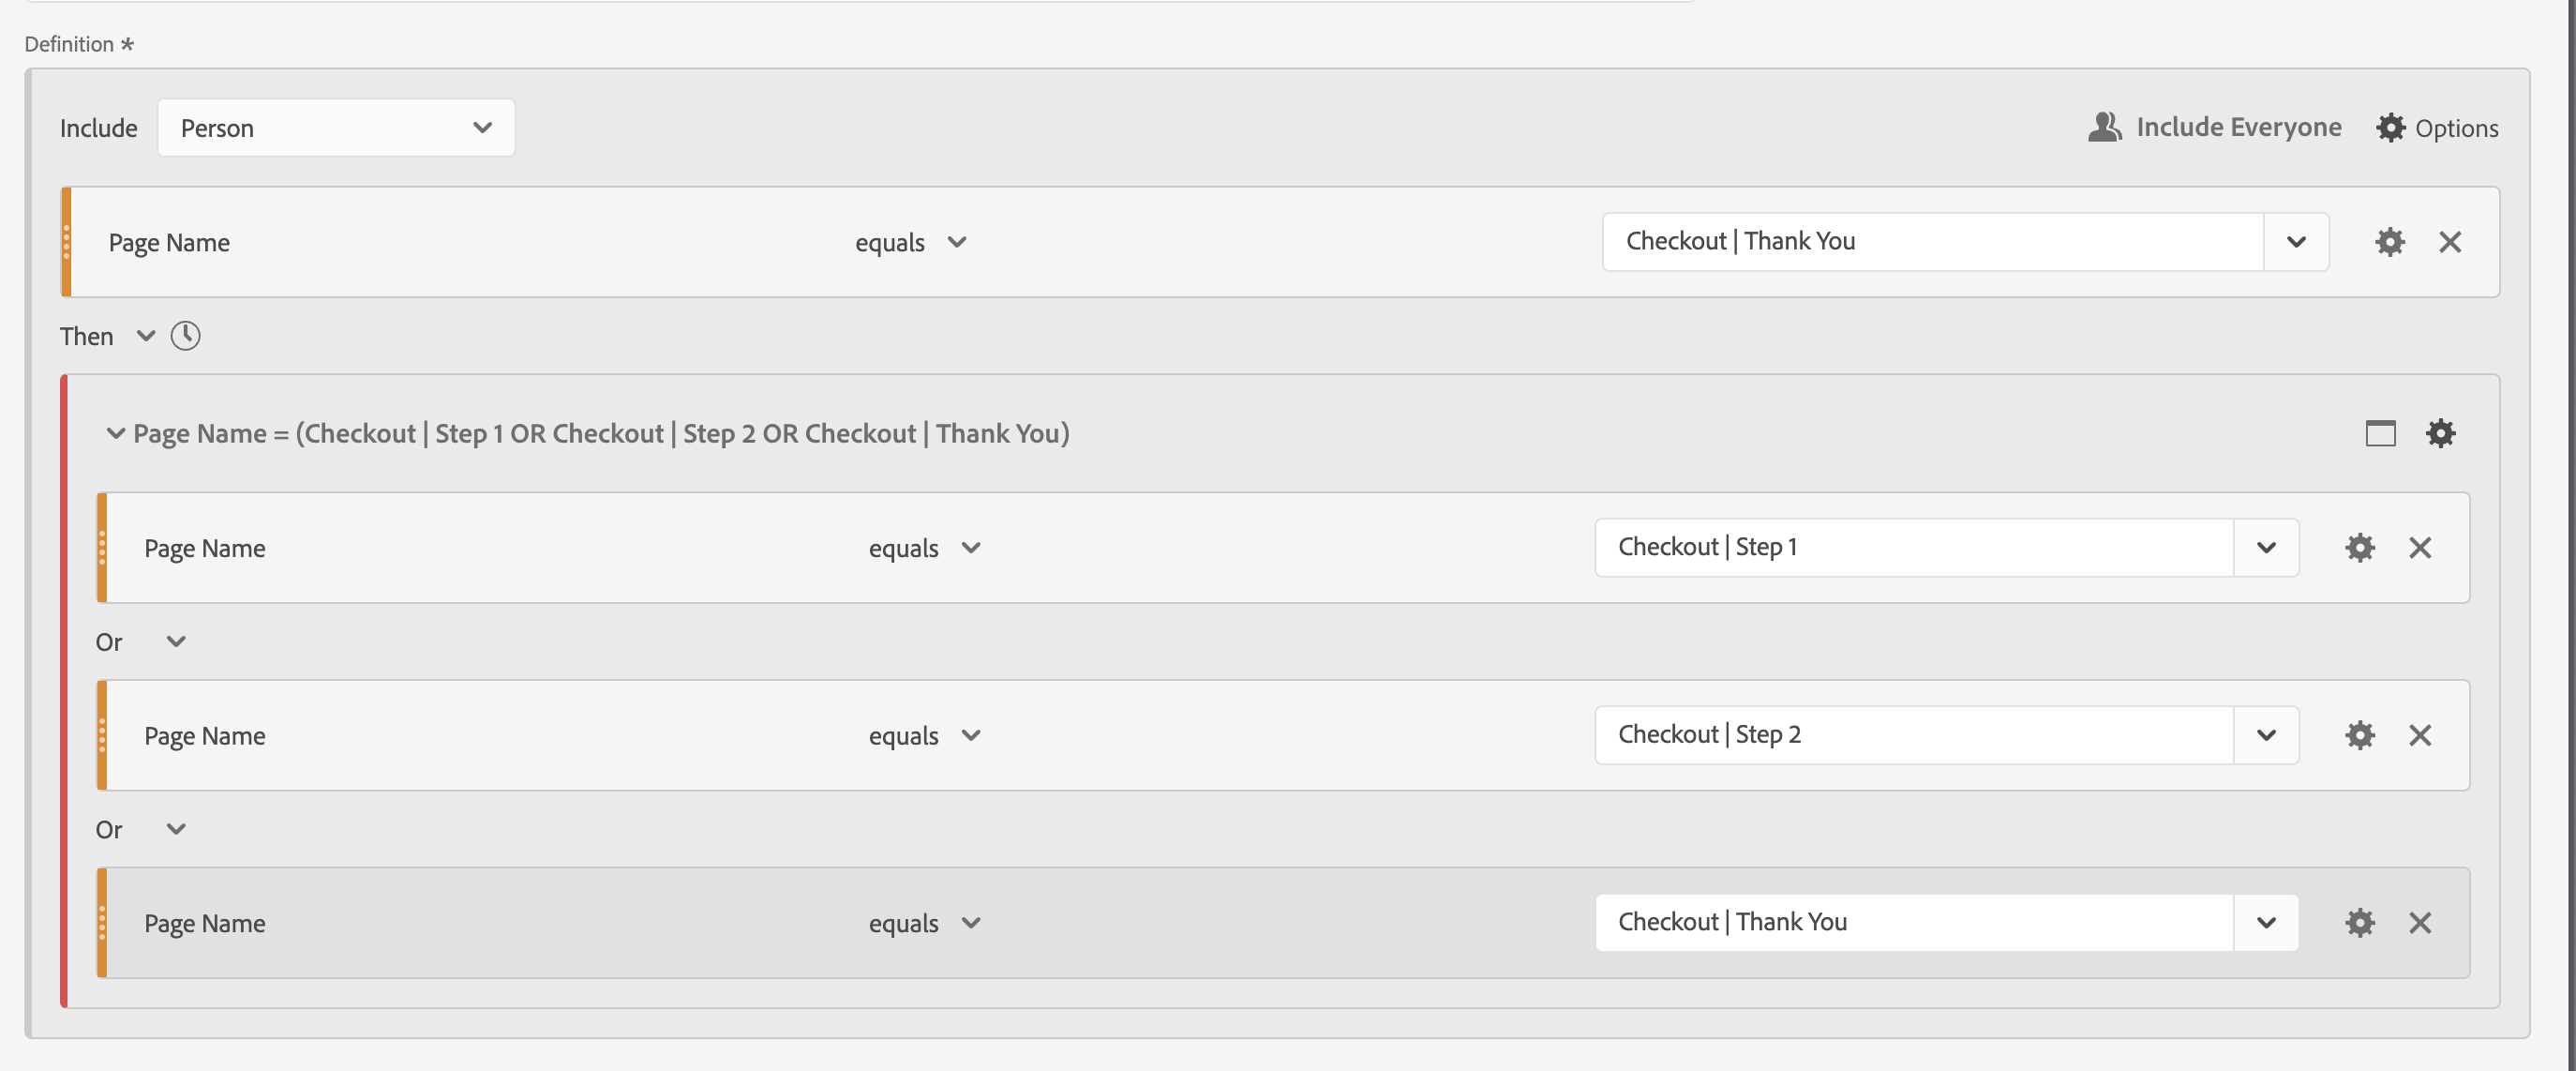 Definition *
Include Person Include Everyone Options
Page Name equals Checkout | Thank You
Then
Page Name = (Checkout | Step 1 OR Checkout | Step 2 OR Checkout | Thank You)
Page Name equals Checkout | Step 1
Or
Page Name equals Checkout | Step 2
Or
Page Name equals Checkout | Thank You